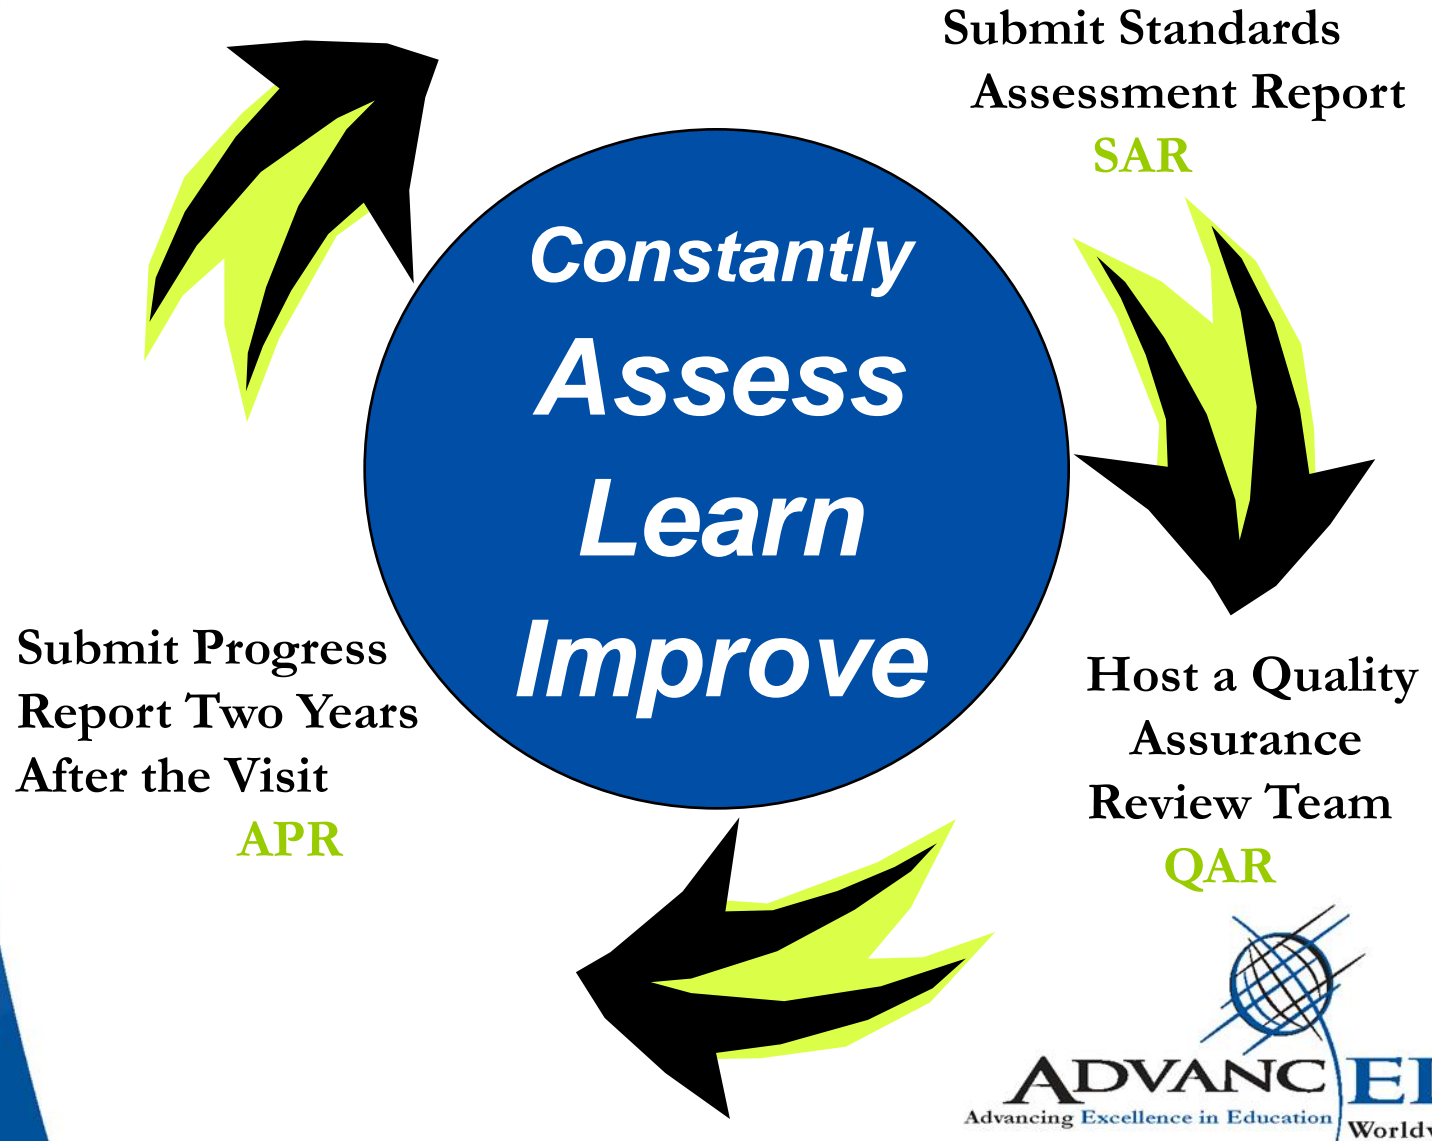 Submit Standards
Assessment Report
SAR
Constantly
Assess
Learn
Improve
Host a Quality
Assurance
Review Team
QAR
Submit Progress
Report Two Years
After the Visit
APR
ADVANC
Advancing Excellence in Education